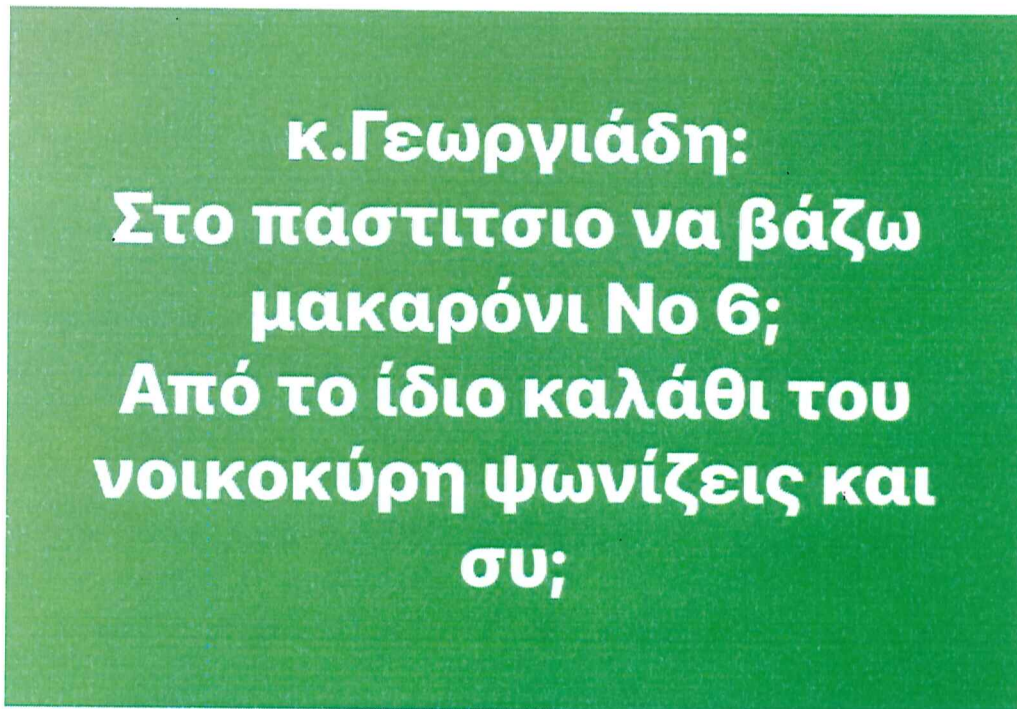 κ.Γεωργιάδη:
Στο παστιτσιο να βάζω
μακαρόνι Νο 6;
Από το ίδιο καλάθι του
νοικοκύρη ψωνίζεις και
συ;